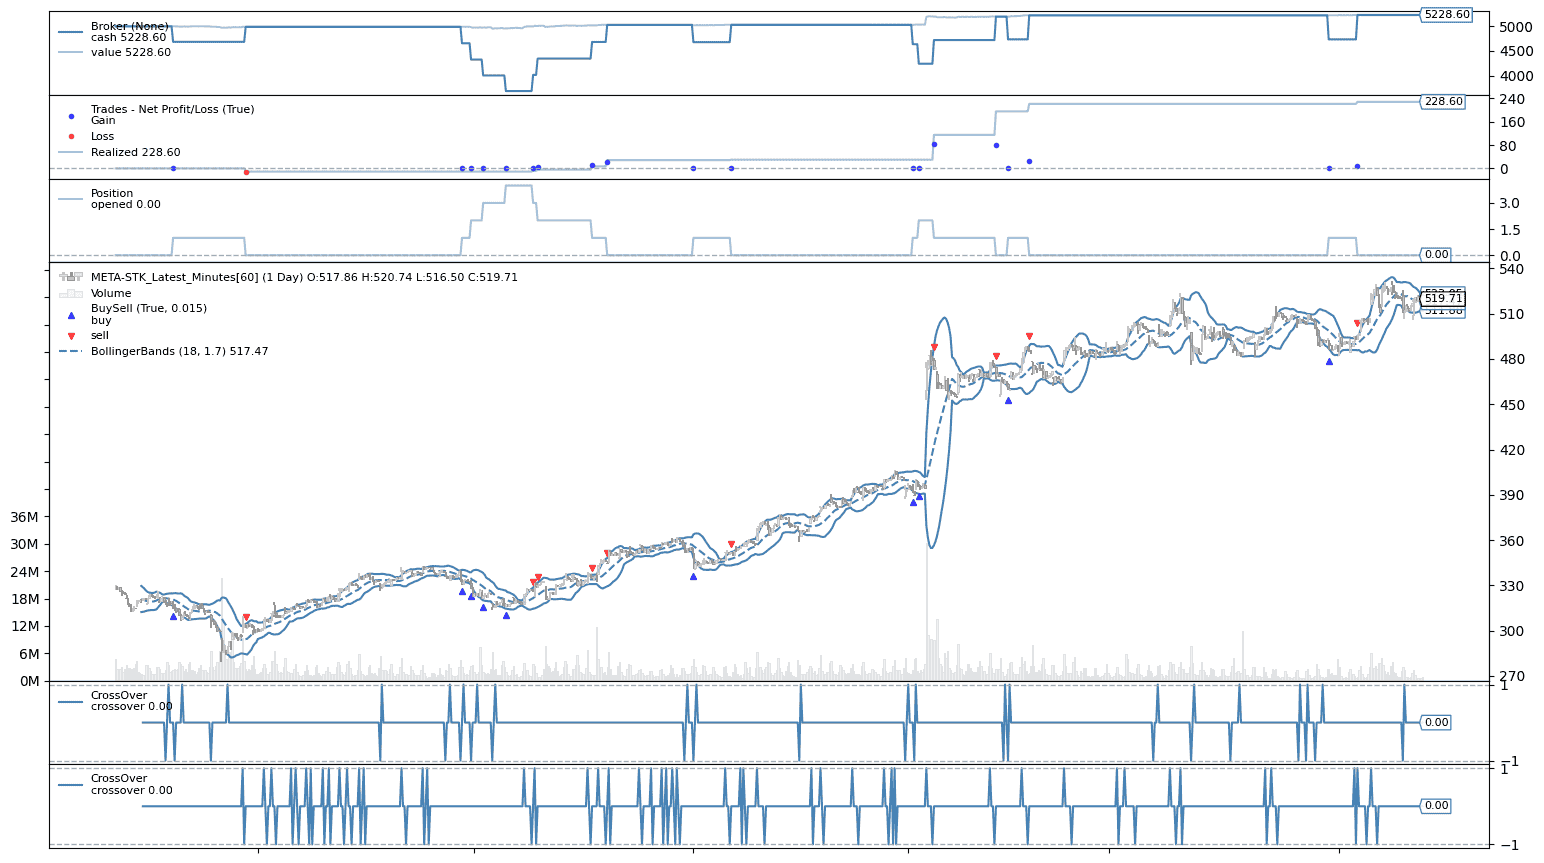 Broker (None)
cash 5228.60
value 5228.60
5228.60
5000
4500
4000
Trades - Net Profit/Loss (True)
Gain
Loss
Realized 228.60
228.60
240
160
80
0
Position
opened 0.00
3.0
1.5
0.0
0.00
META-STK_Latest_Minutes[60] (1 Day) O:517.86 H:520.74 L:516.50 C:519.71
Volume
BuySell (True, 0.015)
buy
sell
BollingerBands (18, 1.7) 517.47
519.71
540
510
480
450
420
390
360
330
300
270
36M
30M
24M
18M
12M
6M
0M
CrossOver
crossover 0.00
1
0.00
−1
CrossOver
crossover 0.00
1
0.00
−1